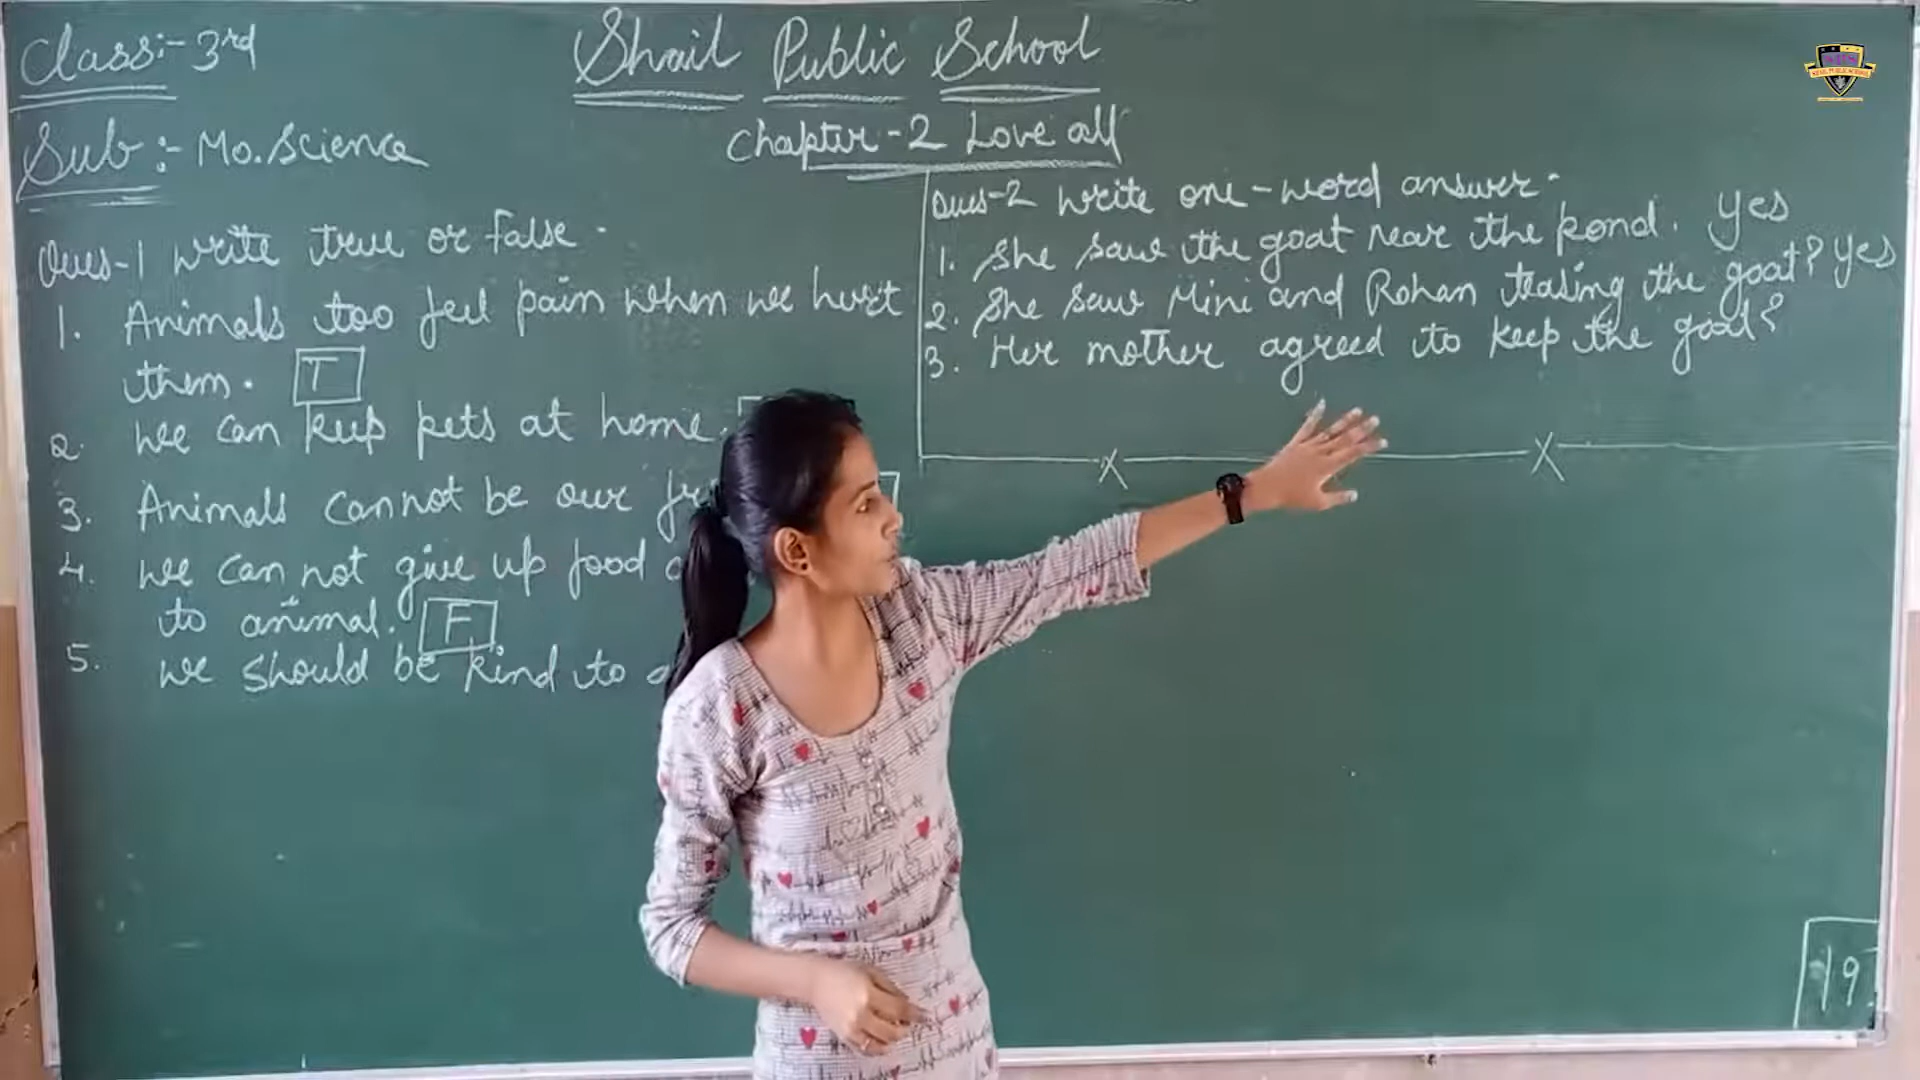 Class:- 3rd
Shail Public School
Sub:- Mo. Science
Chapter-2 Love all
Ques-1 write true or false.
1. Animals too feel pain when we hurt
them. T
2. we can keep pets at home.
3. Animals cannot be our
4. we can not give up food
to animal. F
5. we should be kind to
Ques-2 write one-word answer.
1. She saw the goat near the pond. yes
2. She saw Mini and Rohan teasing the goat? yes
3. Her mother agreed to keep the goat?
19